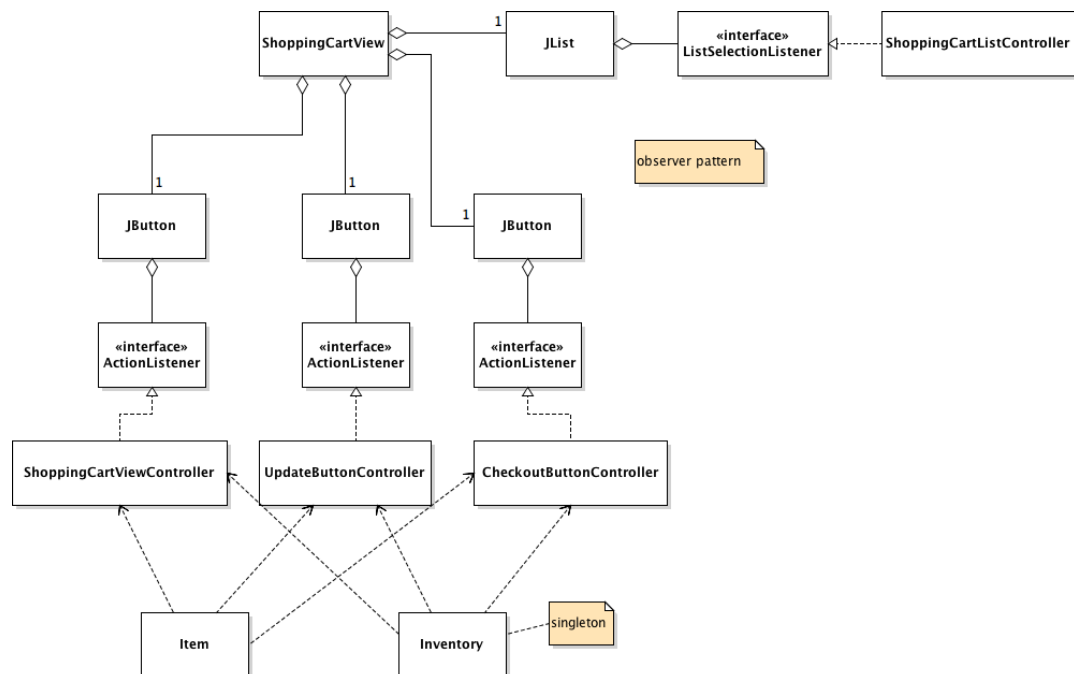 ShoppingCartView
1
JList
«interface»
ListSelectionListener
ShoppingCartListController
observer pattern
1
1
1
JButton
JButton
JButton
«interface»
ActionListener
«interface»
ActionListener
«interface»
ActionListener
ShoppingCartViewController
UpdateButtonController
CheckoutButtonController
Item
Inventory
singleton